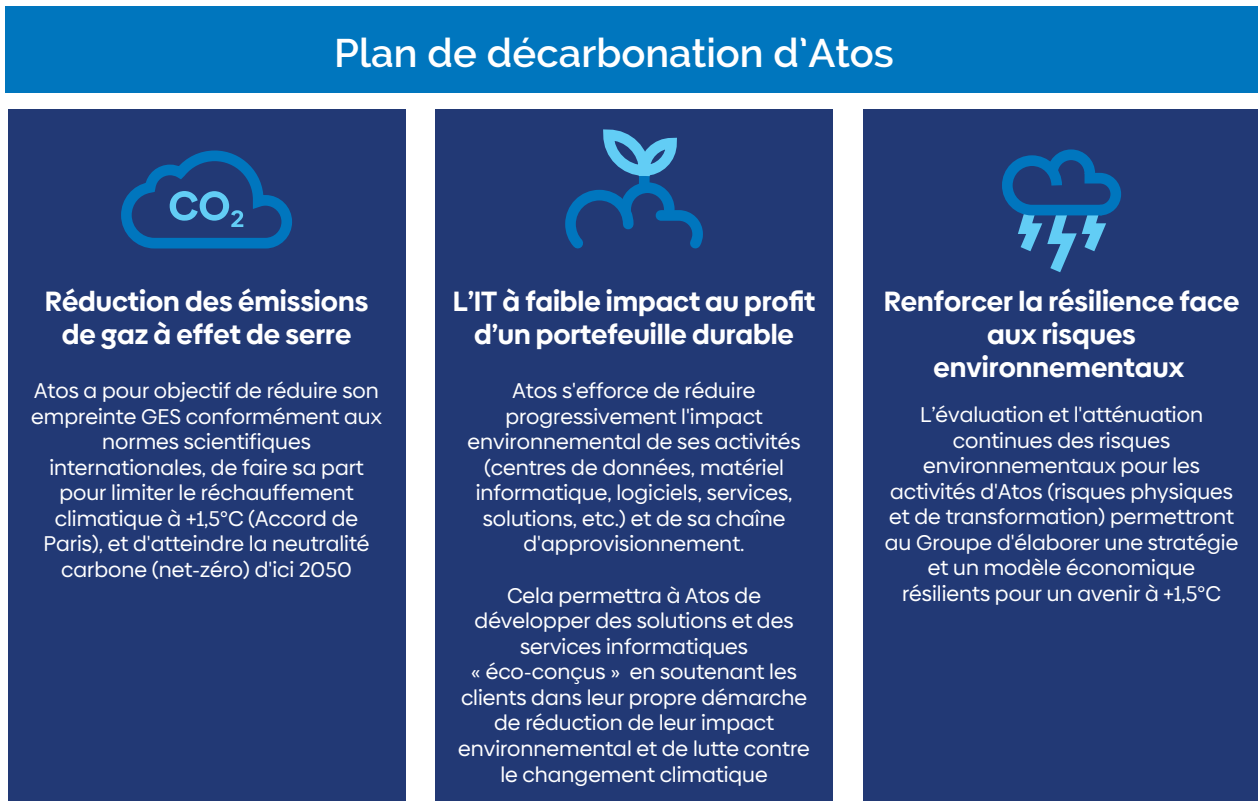 Plan de décarbonation d'Atos
CO2
Réduction des émissions
de gaz à effet de serre
Atos a pour objectif de réduire son
empreinte GES conformément aux
normes scientifiques
internationales, de faire sa part
pour limiter le réchauffement
climatique à +1,5°C (Accord de
Paris), et d'atteindre la neutralité
carbone (net-zéro) d'ici 2050
L'IT à faible impact au profit
d'un portefeuille durable
Atos s'efforce de réduire
progressivement l'impact
environnemental de ses activités
(centres de données, matériel
informatique, logiciels, services,
solutions, etc.) et de sa chaîne
d'approvisionnement.
Cela permettra à Atos de
développer des solutions et des
services informatiques
« éco-conçus » en soutenant les
clients dans leur propre démarche
de réduction de leur impact
environnemental et de lutte contre
le changement climatique
Renforcer la résilience face
aux risques
environnementaux
L'évaluation et l'atténuation
continues des risques
environnementaux pour les
activités d'Atos (risques physiques
et de transformation) permettront
au Groupe d'élaborer une stratégie
et un modèle économique
résilients pour un avenir à +1,5°C